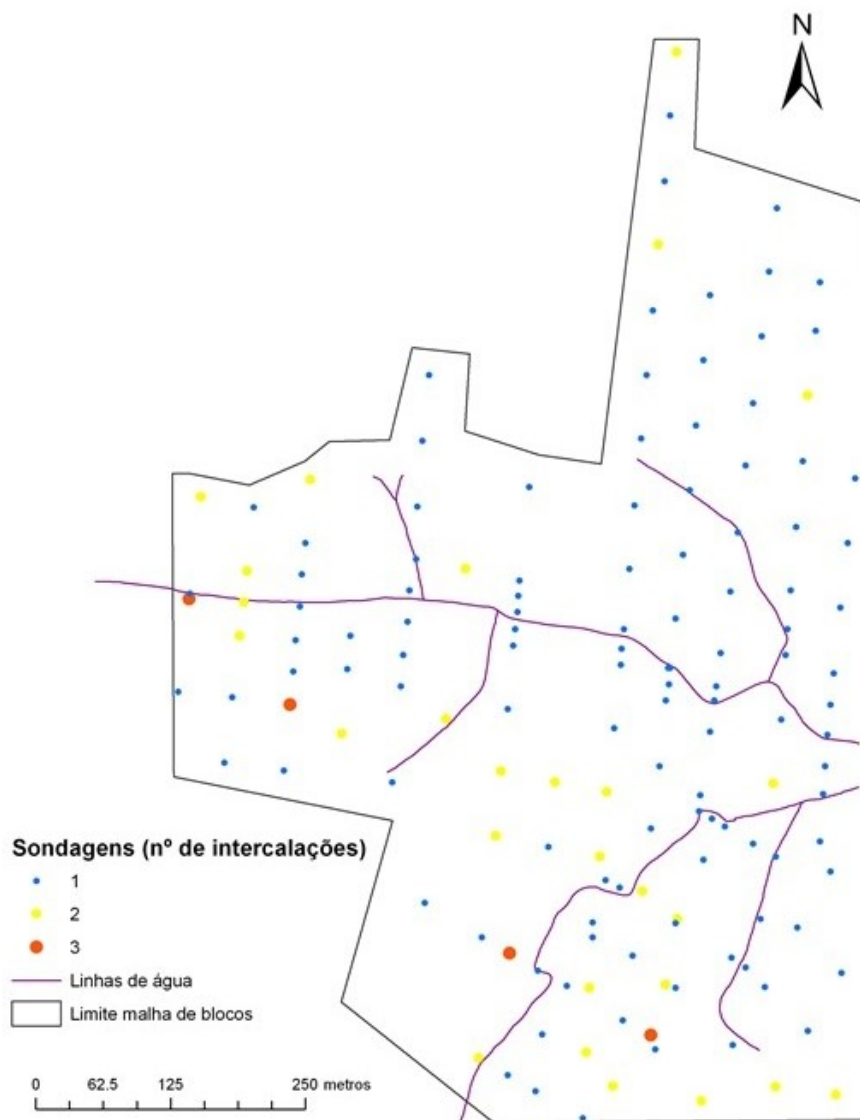 N
Sondagens (nº de intercalações)
1
2
3
Linhas de água
Limite malha de blocos
0 62.5 125 250 metros